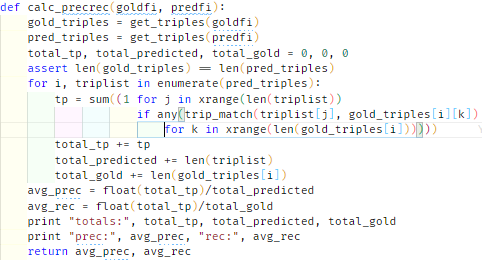 def calc_precrec(goldfi, predfi):
    gold_triples = get_triples(goldfi)
    pred_triples = get_triples(predfi)
    total_tp, total_predicted, total_gold = 0, 0, 0
    assert len(gold_triples) == len(pred_triples)
    for i, triplist in enumerate(pred_triples):
        tp = sum((1 for j in xrange(len(triplist))
                    if any(trip_match(triplist[j], gold_triples[i][k])
                        for k in xrange(len(gold_triples[i])))))
        total_tp += tp
        total_predicted += len(triplist)
        total_gold += len(gold_triples[i])
    avg_prec = float(total_tp)/total_predicted
    avg_rec = float(total_tp)/total_gold
    print "totals:", total_tp, total_predicted, total_gold
    print "prec:", avg_prec, "rec:", avg_rec
    return avg_prec, avg_rec